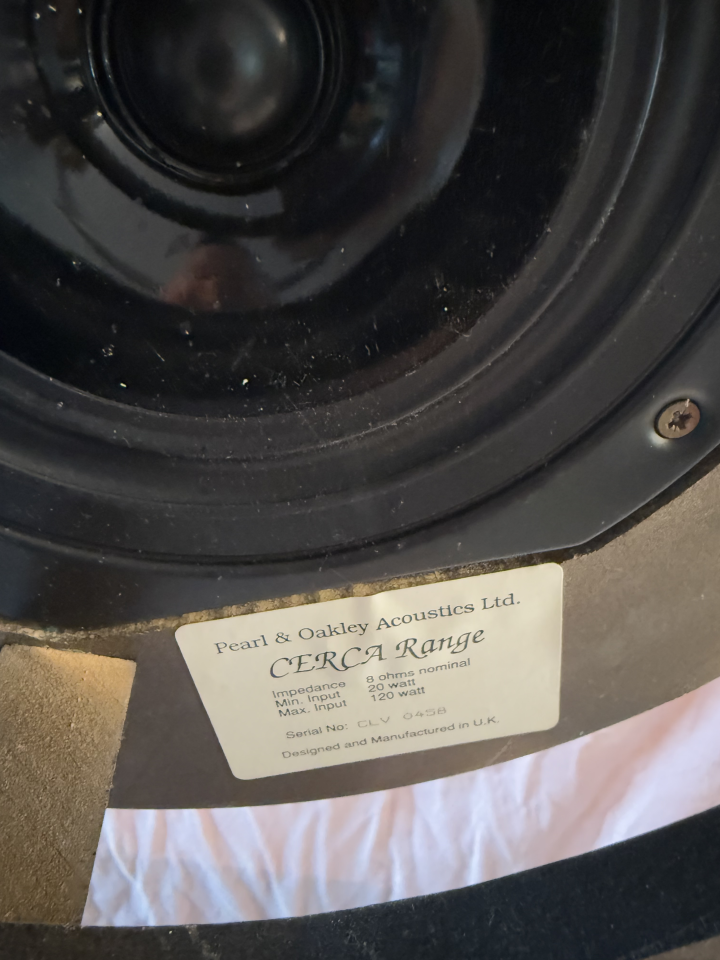 Pearl & Oakley Acoustics Ltd.
CERCA Range
Impedance 8 ohms nominal
Min. Input 20 watt
Max. Input 120 watt
Serial No: CLV 0458
Designed and Manufactured in U.K.